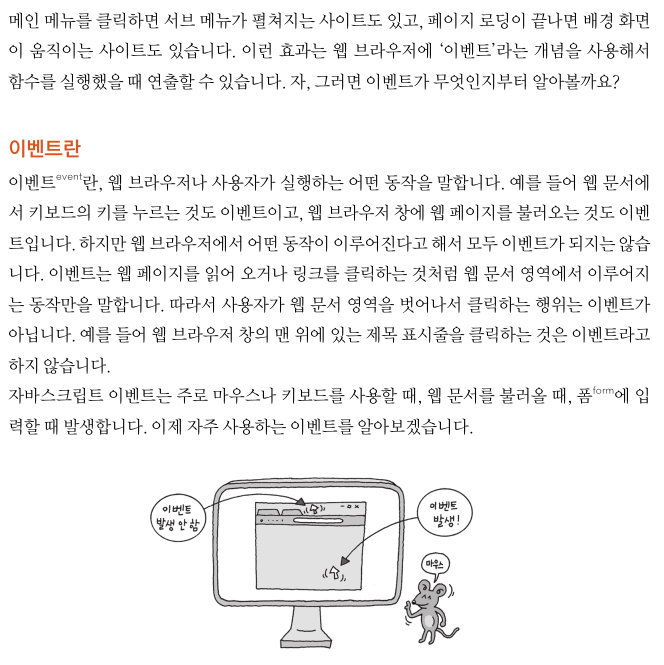 메인 메뉴를 클릭하면 서브 메뉴가 펼쳐지는 사이트도 있고, 페이지 로딩이 끝나면 배경 화면
이 움직이는 사이트도 있습니다. 이런 효과는 웹 브라우저에 ‘이벤트’라는 개념을 사용해서
함수를 실행했을 때 연출할 수 있습니다. 자, 그러면 이벤트가 무엇인지부터 알아볼까요?
이벤트란
이벤트event란, 웹 브라우저나 사용자가 실행하는 어떤 동작을 말합니다. 예를 들어 웹 문서에
서 키보드의 키를 누르는 것도 이벤트이고, 웹 브라우저 창에 웹 페이지를 불러오는 것도 이벤
트입니다. 하지만 웹 브라우저에서 어떤 동작이 이루어진다고 해서 모두 이벤트가 되지는 않습
니다. 이벤트는 웹 페이지를 읽어 오거나 링크를 클릭하는 것처럼 웹 문서 영역에서 이루어지
는 동작만을 말합니다. 따라서 사용자가 웹 문서 영역을 벗어나서 클릭하는 행위는 이벤트가
아닙니다. 예를 들어 웹 브라우저 창의 맨 위에 있는 제목 표시줄을 클릭하는 것은 이벤트라고
하지 않습니다.
자바스크립트 이벤트는 주로 마우스나 키보드를 사용할 때, 웹 문서를 불러올 때, 폼form에 입
력할 때 발생합니다. 이제 자주 사용하는 이벤트를 알아보겠습니다.
이벤트
발생 안 함
이벤트
발생!
마우스